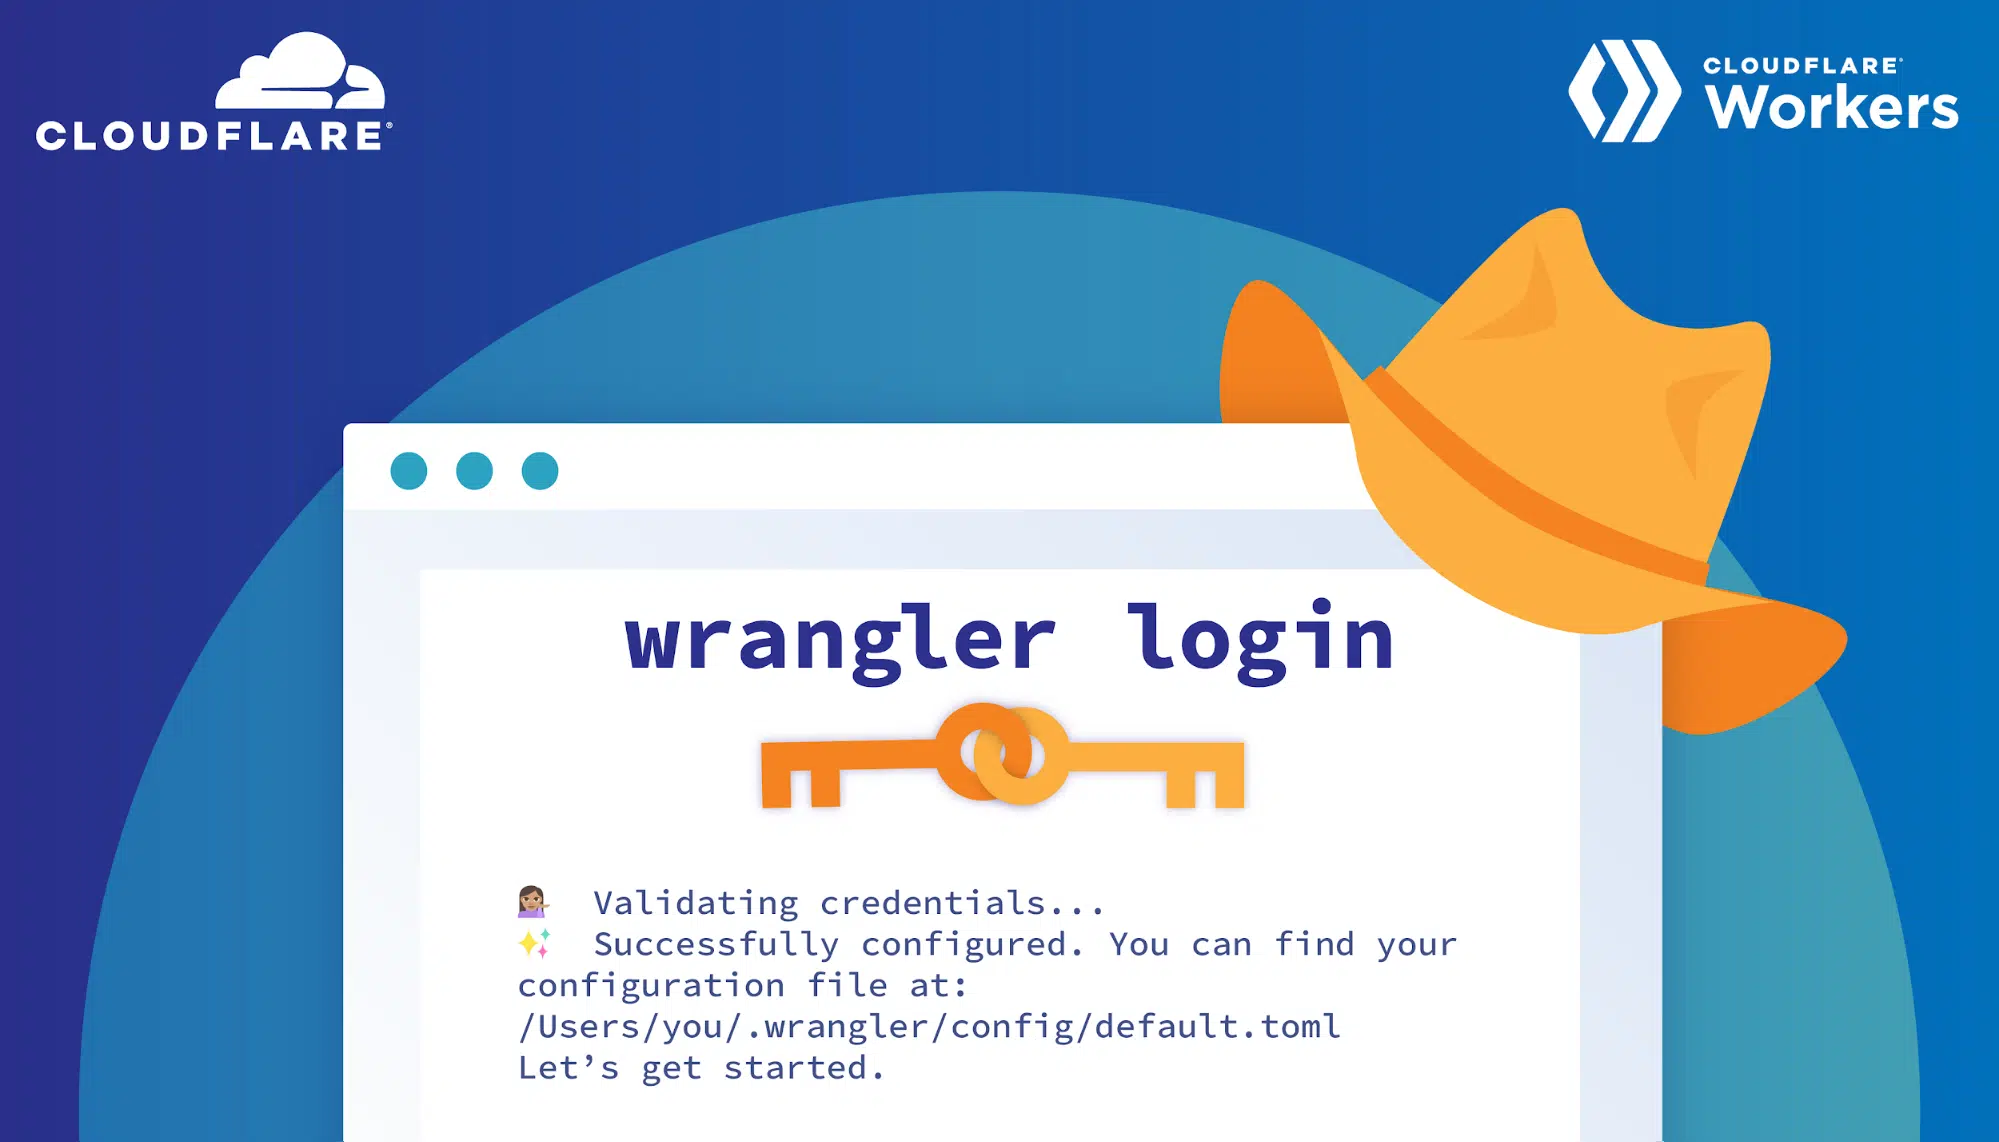 CLOUDFLARE®
CLOUDFLARE®
Workers
wrangler login
Validating credentials...
Successfully configured. You can find your
configuration file at:
/Users/you/.wrangler/config/default.toml
Let’s get started.